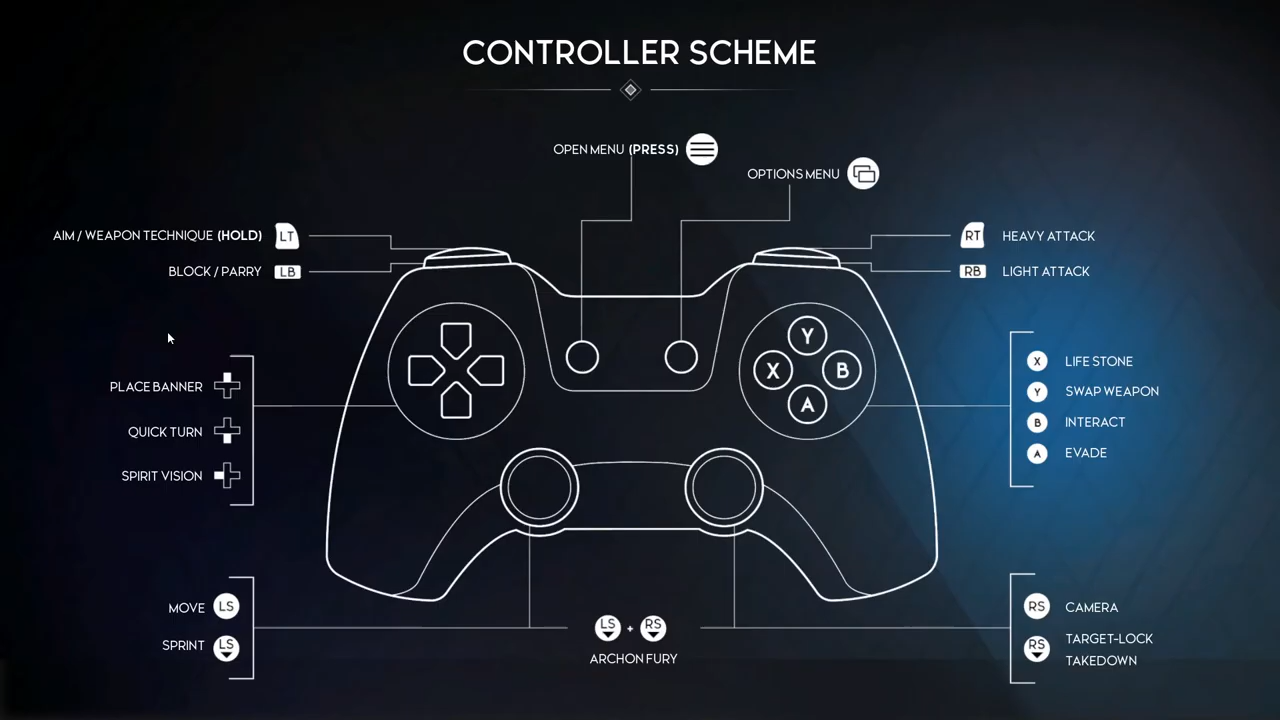 CONTROLLER SCHEME
OPEN MENU (PRESS)
OPTIONS MENU
AIM / WEAPON TECHNIQUE (HOLD) LT
BLOCK / PARRY LB
RT HEAVY ATTACK
RB LIGHT ATTACK
Y
X B
A
PLACE BANNER
QUICK TURN
SPIRIT VISION
X LIFE STONE
Y SWAP WEAPON
B INTERACT
A EVADE
MOVE LS
SPRINT LS
LS + RS
ARCHON FURY
RS CAMERA
RS TARGET-LOCK
TAKEDOWN